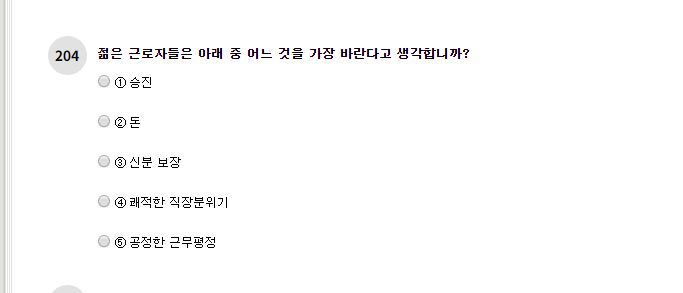 204 젊은 근로자들은 아래 중 어느 것을 가장 바란다고 생각합니까?
① 승진
② 돈
③ 신분 보장
④ 쾌적한 직장분위기
⑤ 공정한 근무평정